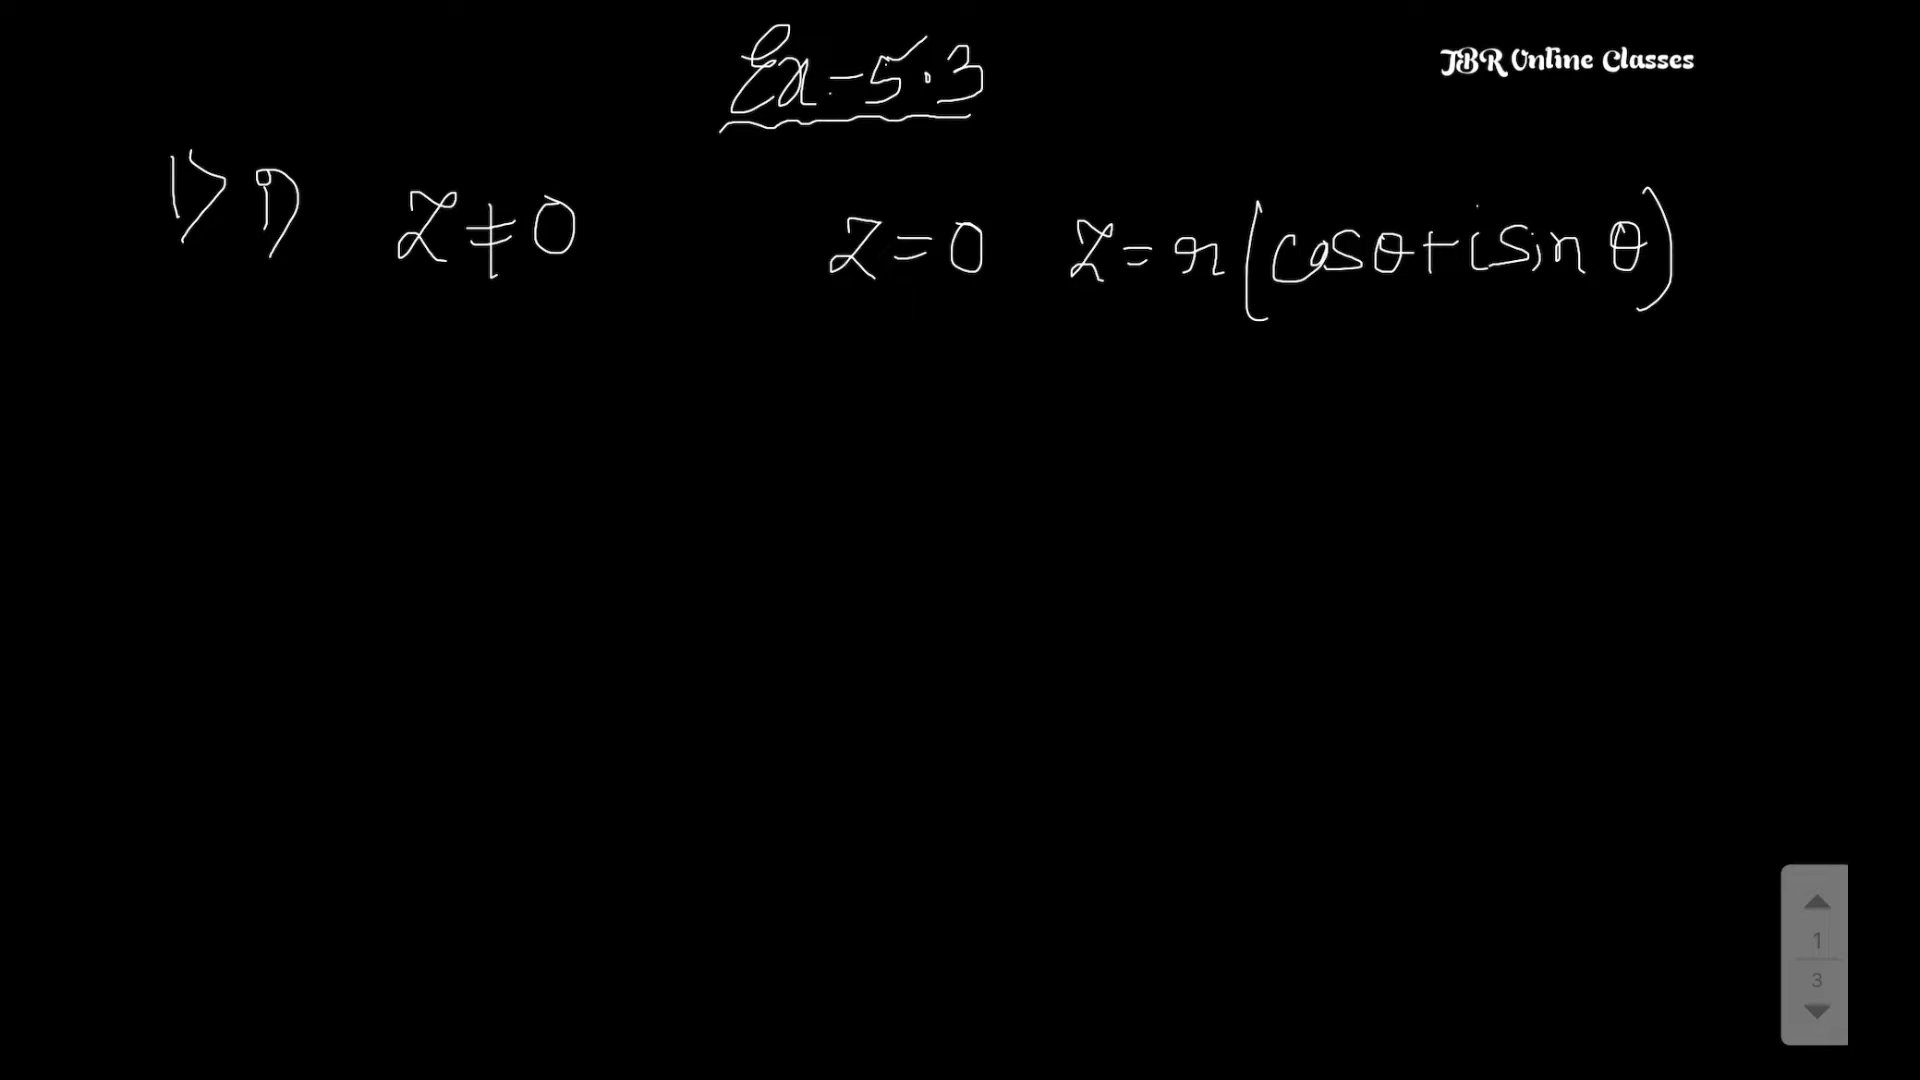 Ex-5.3
JBR Online Classes
1) i) Z≠0 Z=0 Z=r(cosθ+isinθ)
1
3